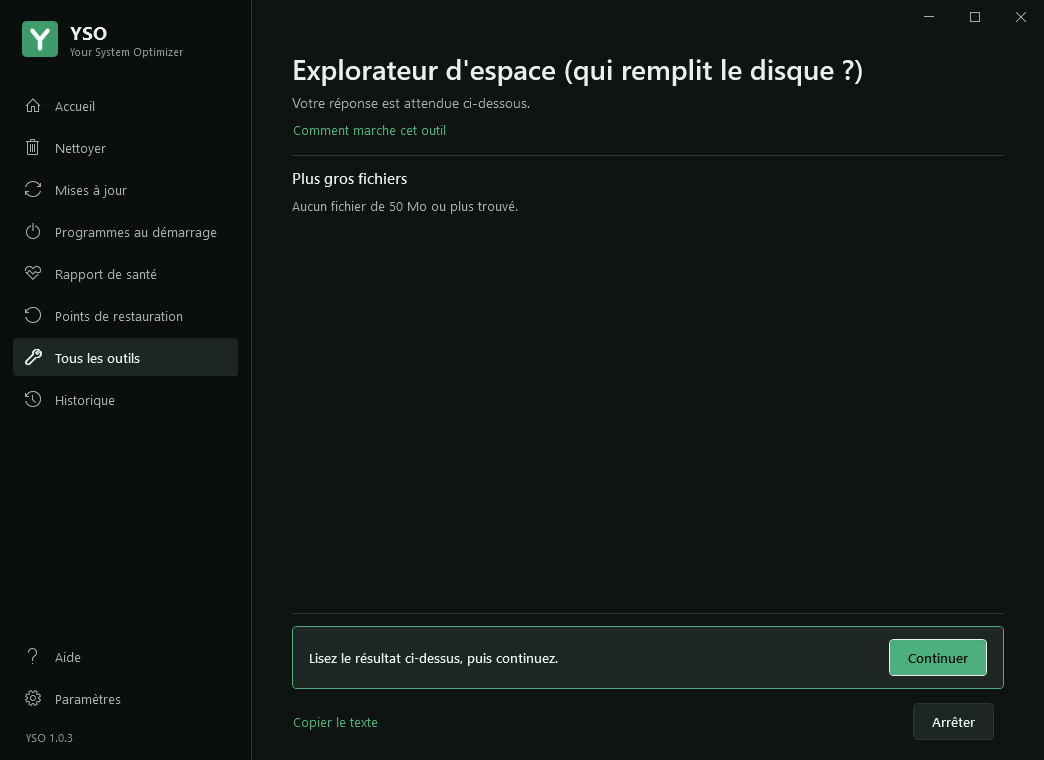 YSO
Your System Optimizer
Accueil
Nettoyer
Mises à jour
Programmes au démarrage
Rapport de santé
Points de restauration
Tous les outils
Historique
Aide
Paramètres
YSO 1.0.3
Explorateur d'espace (qui remplit le disque ?)
Votre réponse est attendue ci-dessous.
Comment marche cet outil
Plus gros fichiers
Aucun fichier de 50 Mo ou plus trouvé.
Lisez le résultat ci-dessus, puis continuez.
Continuer
Copier le texte
Arrêter